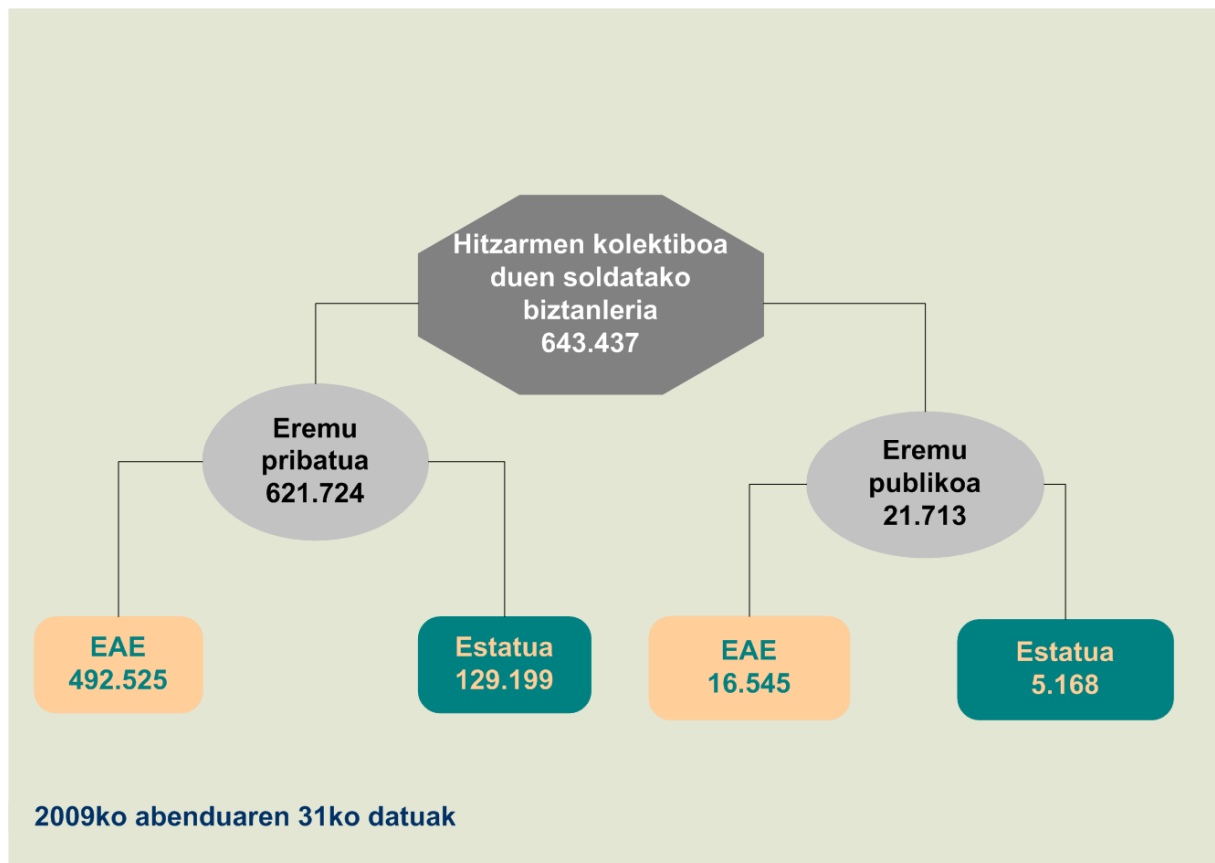 Hitzarmen kolektiboa
duen soldatako
biztanleria
643.437
Eremu
pribatua
621.724
Eremu
publikoa
21.713
EAE
492.525
Estatua
129.199
EAE
16.545
Estatua
5.168
2009ko abenduaren 31ko datuak